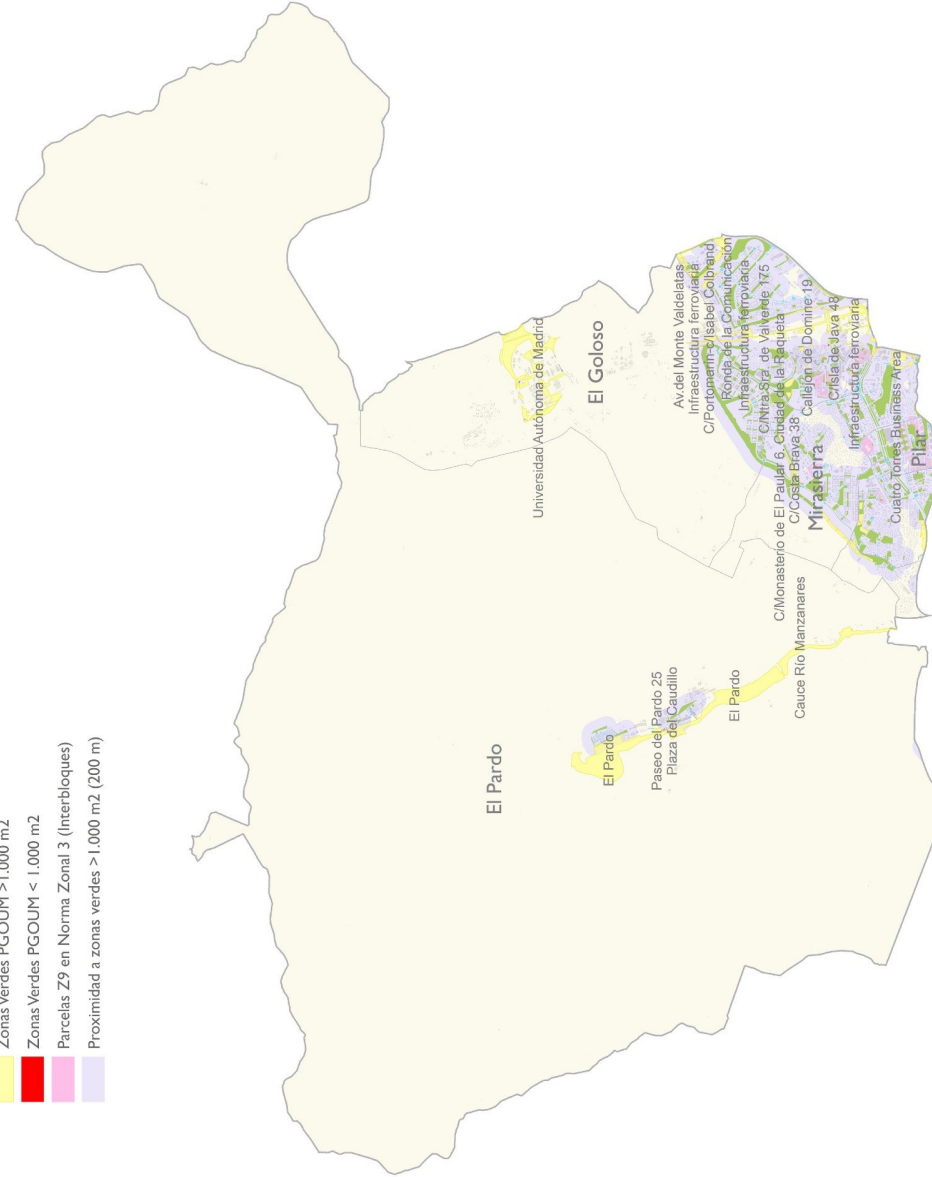 Zonas Verdes PGOUM >1.000 m2
Zonas Verdes PGOUM < 1.000 m2
Parcelas Z9 en Norma Zonal 3 (Interbloques)
Proximidad a zonas verdes >1.000 m2 (200 m)
Universidad Autónoma de Madrid
El Goloso
Av.del Monte Valdelatas
Infraestructura ferroviaria
C/Portomarín-C/Isabel Colbrand
Ronda de la Comunicación
Infraestructura ferroviaria
C/Ntra.Sra. de Valverde 175
C/Monasterio de El Paular 6. Ciudad de la Raqueta
C/Costa Brava 38
Callejón de Domine 19
Mirasierra
C/Isla de Java 48
Infraestructura ferroviaria
Cuatro Torres Business Area
Pilar
El Pardo
El Pardo
Paseo del Pardo 25
Plaza del Caudillo
El Pardo
Cauce Río Manzanares